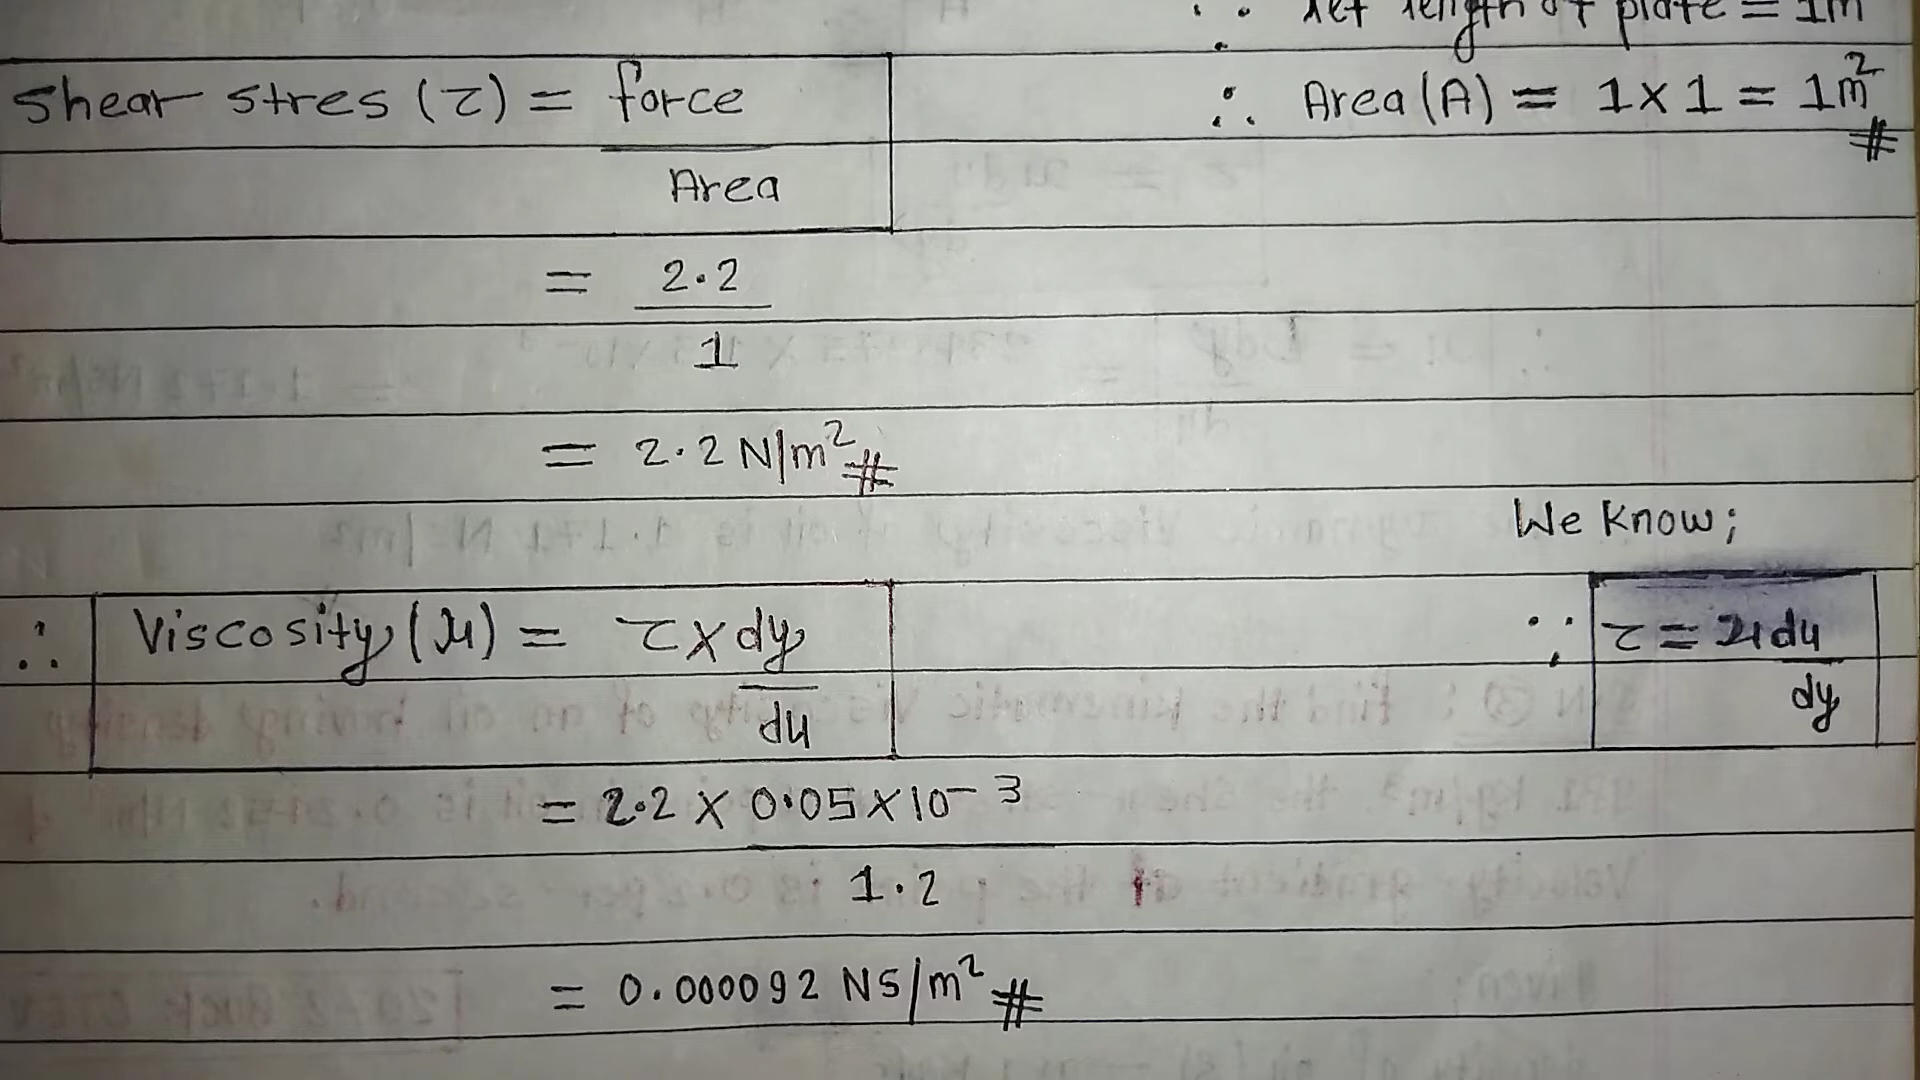 ∵ let length of plate = 1m
Shear stres (τ) = force / Area
∴ Area (A) = 1 × 1 = 1m² #
= 2.2 / 1
= 2.2 N/m² #
We know;
∴ Viscosity (μ) = τ × dy / du
∵ τ = μ du / dy
= 2.2 × 0.05 × 10-3 / 1.2
= 0.000092 NS/m² #